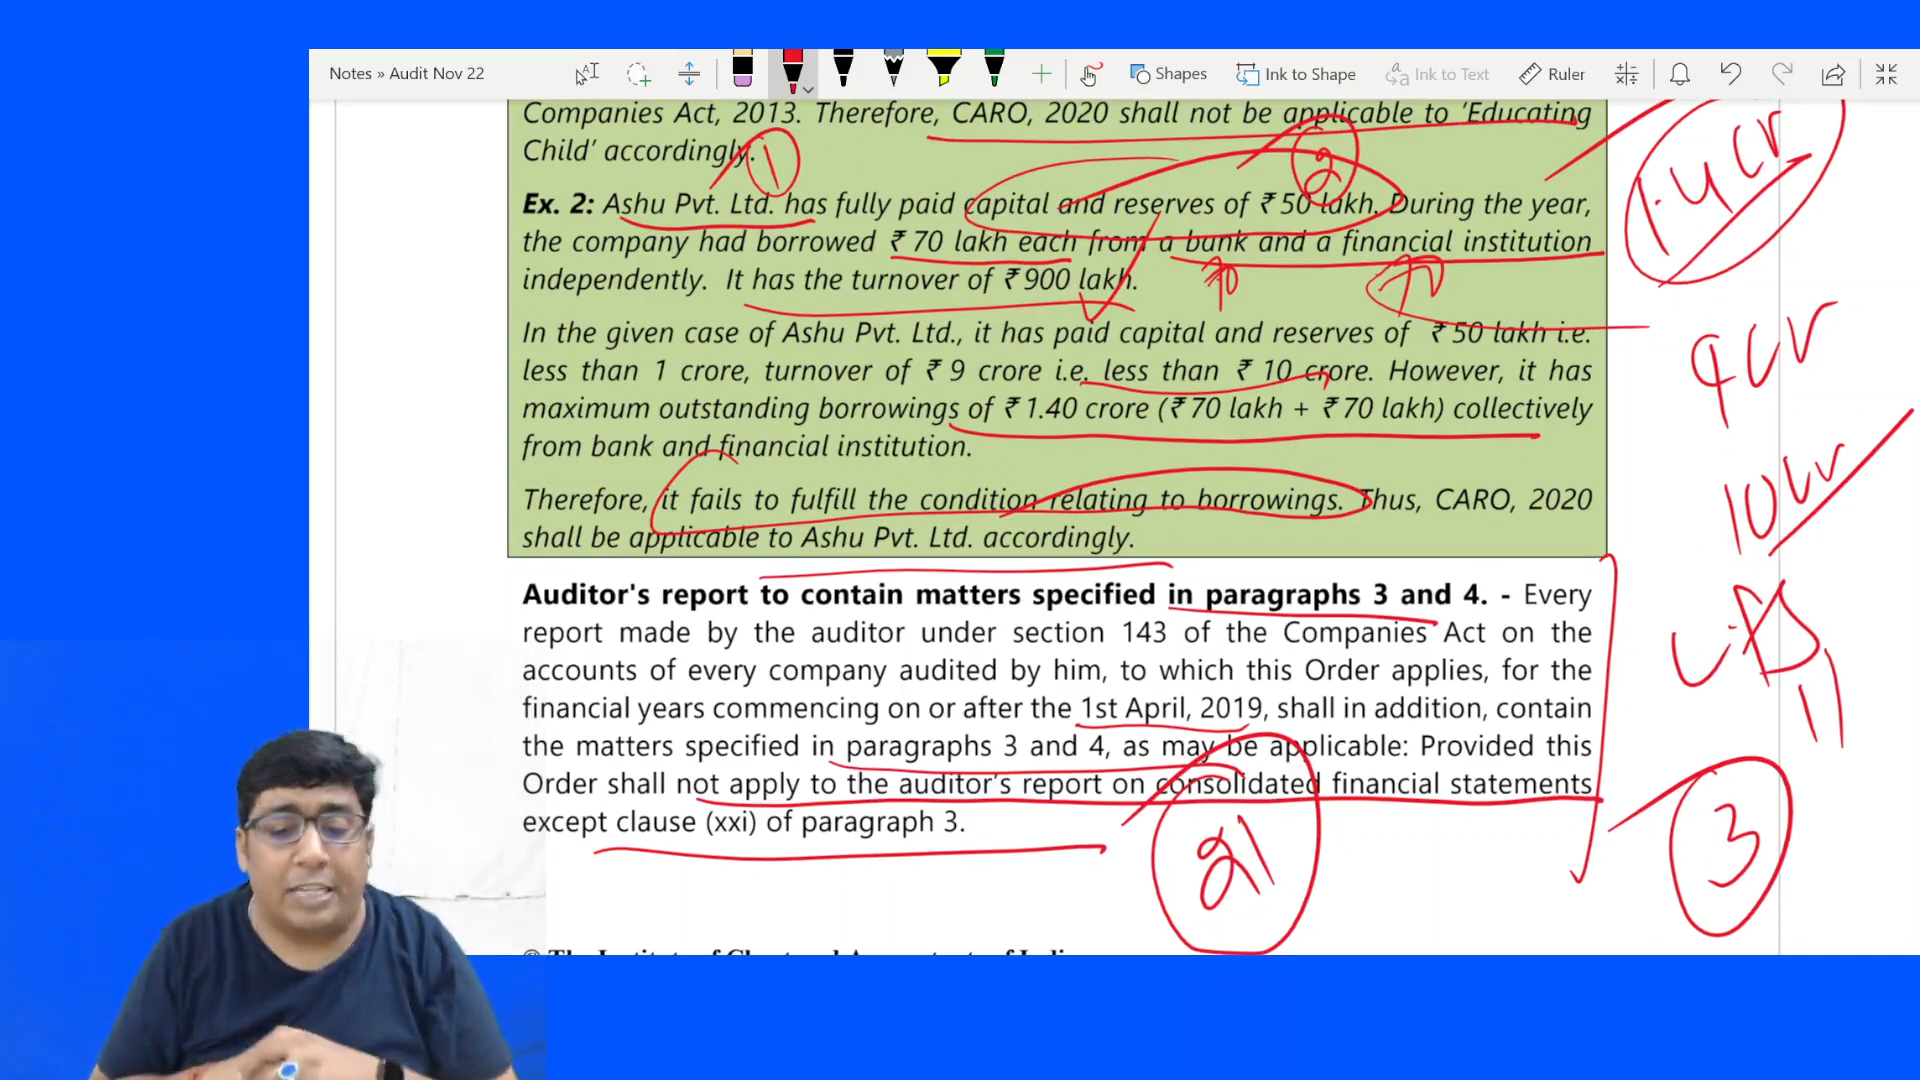 Notes » Audit Nov 22
Shapes
Ink to Shape
Ink to Text
Ruler
Companies Act, 2013. Therefore, CARO, 2020 shall not be applicable to 'Educating
Child' accordingly.
1
2
1.4 cr
Ex. 2: Ashu Pvt. Ltd. has fully paid capital and reserves of ₹ 50 lakh. During the year,
the company had borrowed ₹ 70 lakh each from a bank and a financial institution
independently. It has the turnover of ₹ 900 lakh.
70
70
In the given case of Ashu Pvt. Ltd., it has paid capital and reserves of ₹ 50 lakh i.e.
less than 1 crore, turnover of ₹ 9 crore i.e. less than ₹ 10 crore. However, it has
9 cr
maximum outstanding borrowings of ₹ 1.40 crore (₹ 70 lakh + ₹ 70 lakh) collectively
from bank and financial institution.
Therefore, it fails to fulfill the condition relating to borrowings. Thus, CARO, 2020
10 cr
shall be applicable to Ashu Pvt. Ltd. accordingly.
Auditor's report to contain matters specified in paragraphs 3 and 4. - Every
report made by the auditor under section 143 of the Companies Act on the
accounts of every company audited by him, to which this Order applies, for the
financial years commencing on or after the 1st April, 2019, shall in addition, contain
the matters specified in paragraphs 3 and 4, as may be applicable: Provided this
Order shall not apply to the auditor's report on consolidated financial statements
except clause (xxi) of paragraph 3.
21
3